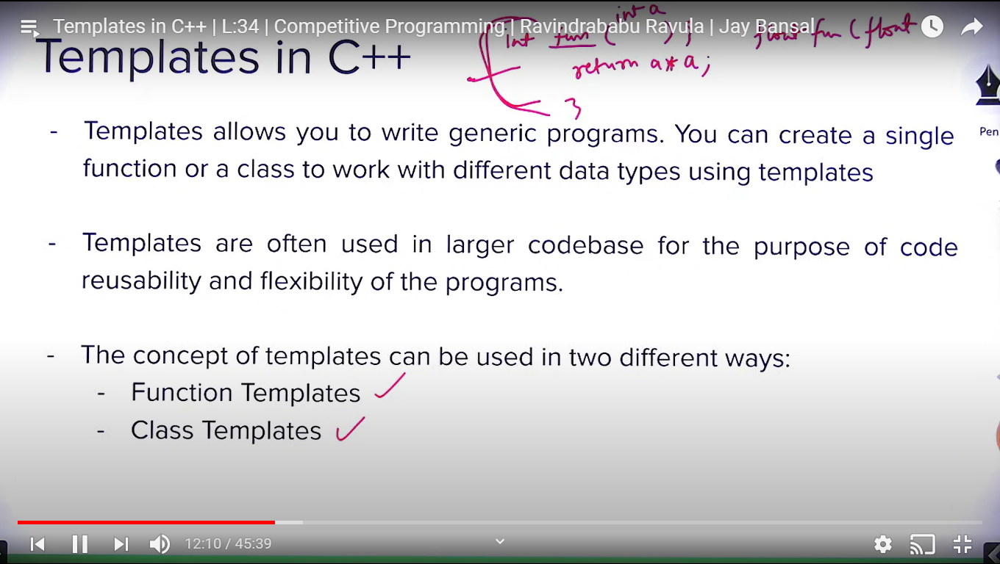 Templates in C++ | L:34 | Competitive Programming | Ravindrababu Ravula | Jay Bansal
int a
Int fun ( ) { float fun ( float
Templates in C++
return a * a ;
}
- Templates allows you to write generic programs. You can create a single
Pen
function or a class to work with different data types using templates
- Templates are often used in larger codebase for the purpose of code
reusability and flexibility of the programs.
- The concept of templates can be used in two different ways:
- Function Templates
- Class Templates
12:10 / 45:39